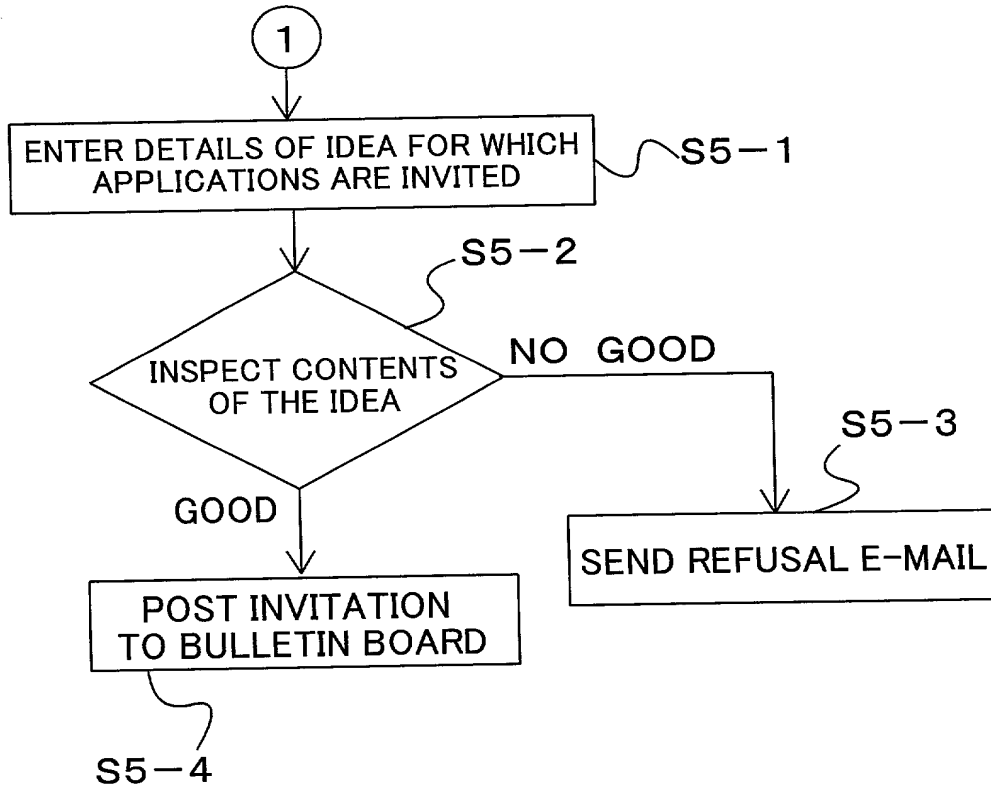 1
ENTER DETAILS OF IDEA FOR WHICH
APPLICATIONS ARE INVITED
S5-1
S5-2
INSPECT CONTENTS
OF THE IDEA
NO GOOD
S5-3
GOOD
SEND REFUSAL E-MAIL
POST INVITATION
TO BULLETIN BOARD
S5-4